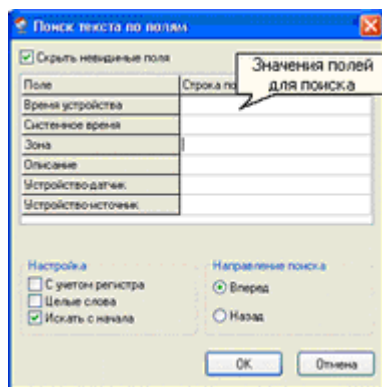 Поиск текста по полям
Скрыть невидимые поля
Значения полей
для поиска
Поле
Строка по
Время устройства
Системное время
Зона
Описание
Устройство-датчик
Устройство-источник
Настройка
Направление поиска
С учетом регистра
Вперед
Целые слова
Искать с начала
Назад
OK
Отмена